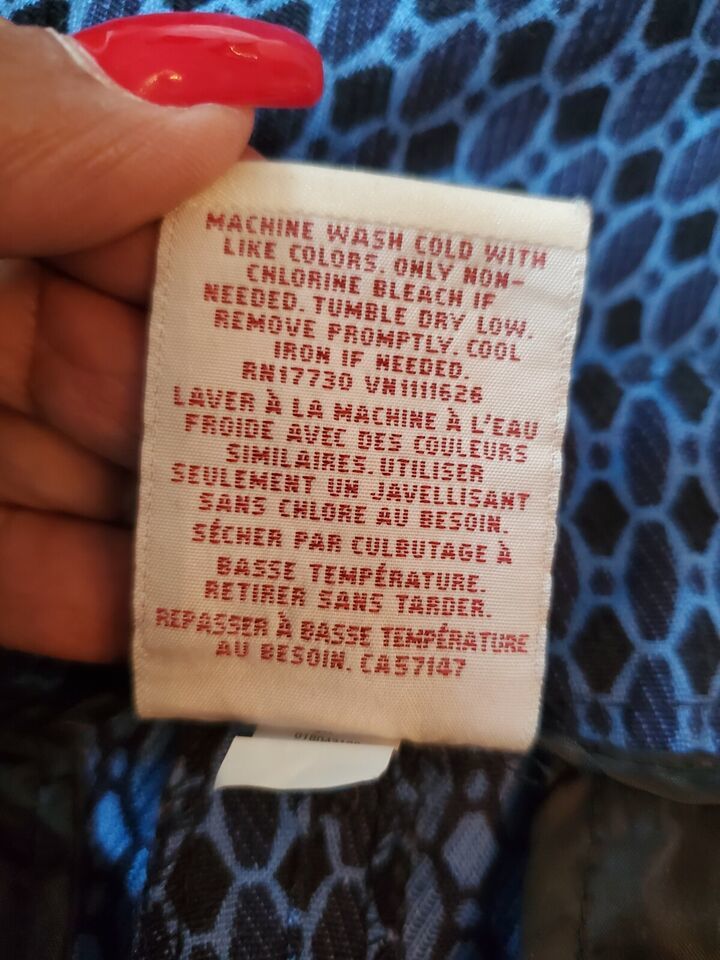 MACHINE WASH COLD WITH
LIKE COLORS. ONLY NON-
CHLORINE BLEACH IF
NEEDED. TUMBLE DRY LOW.
REMOVE PROMPTLY. COOL
IRON IF NEEDED.
RN17730 VN1111626
LAVER À LA MACHINE À L'EAU
FROIDE AVEC DES COULEURS
SIMILAIRES. UTILISER
SEULEMENT UN JAVELLISANT
SANS CHLORE AU BESOIN.
SÉCHER PAR CULBUTAGE À
BASSE TEMPÉRATURE.
RETIRER SANS TARDER.
REPASSER À BASSE TEMPÉRATURE
AU BESOIN. CA57147